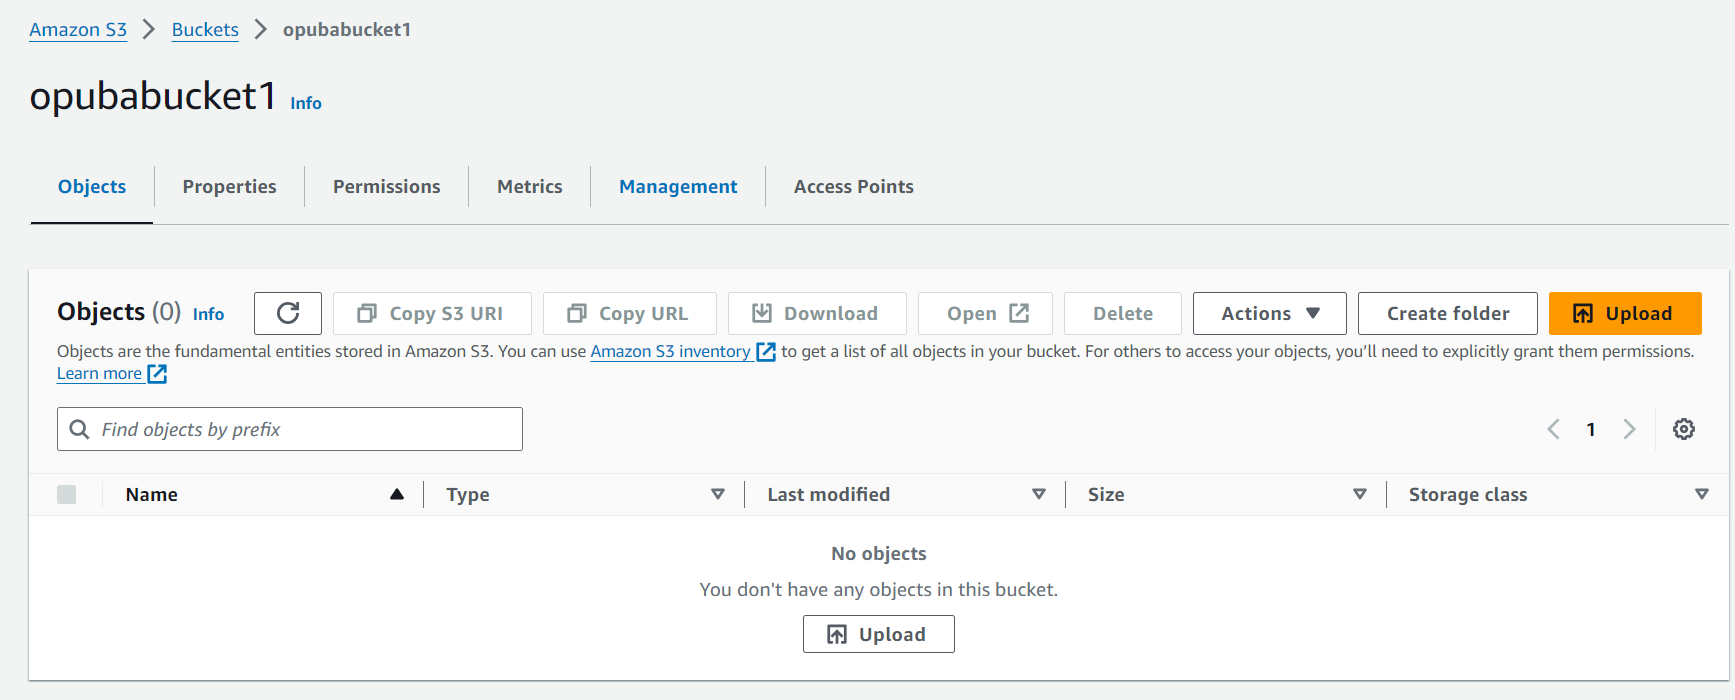 Amazon S3 Buckets opubabucket1
opubabucket1 Info
Objects Properties Permissions Metrics Management Access Points
Objects (0) Info Copy S3 URI Copy URL Download Open Delete Actions Create folder Upload
Objects are the fundamental entities stored in Amazon S3. You can use Amazon S3 inventory to get a list of all objects in your bucket. For others to access your objects, you’ll need to explicitly grant them permissions.
Learn more
Find objects by prefix 1
Name Type Last modified Size Storage class
No objects
You don't have any objects in this bucket.
Upload